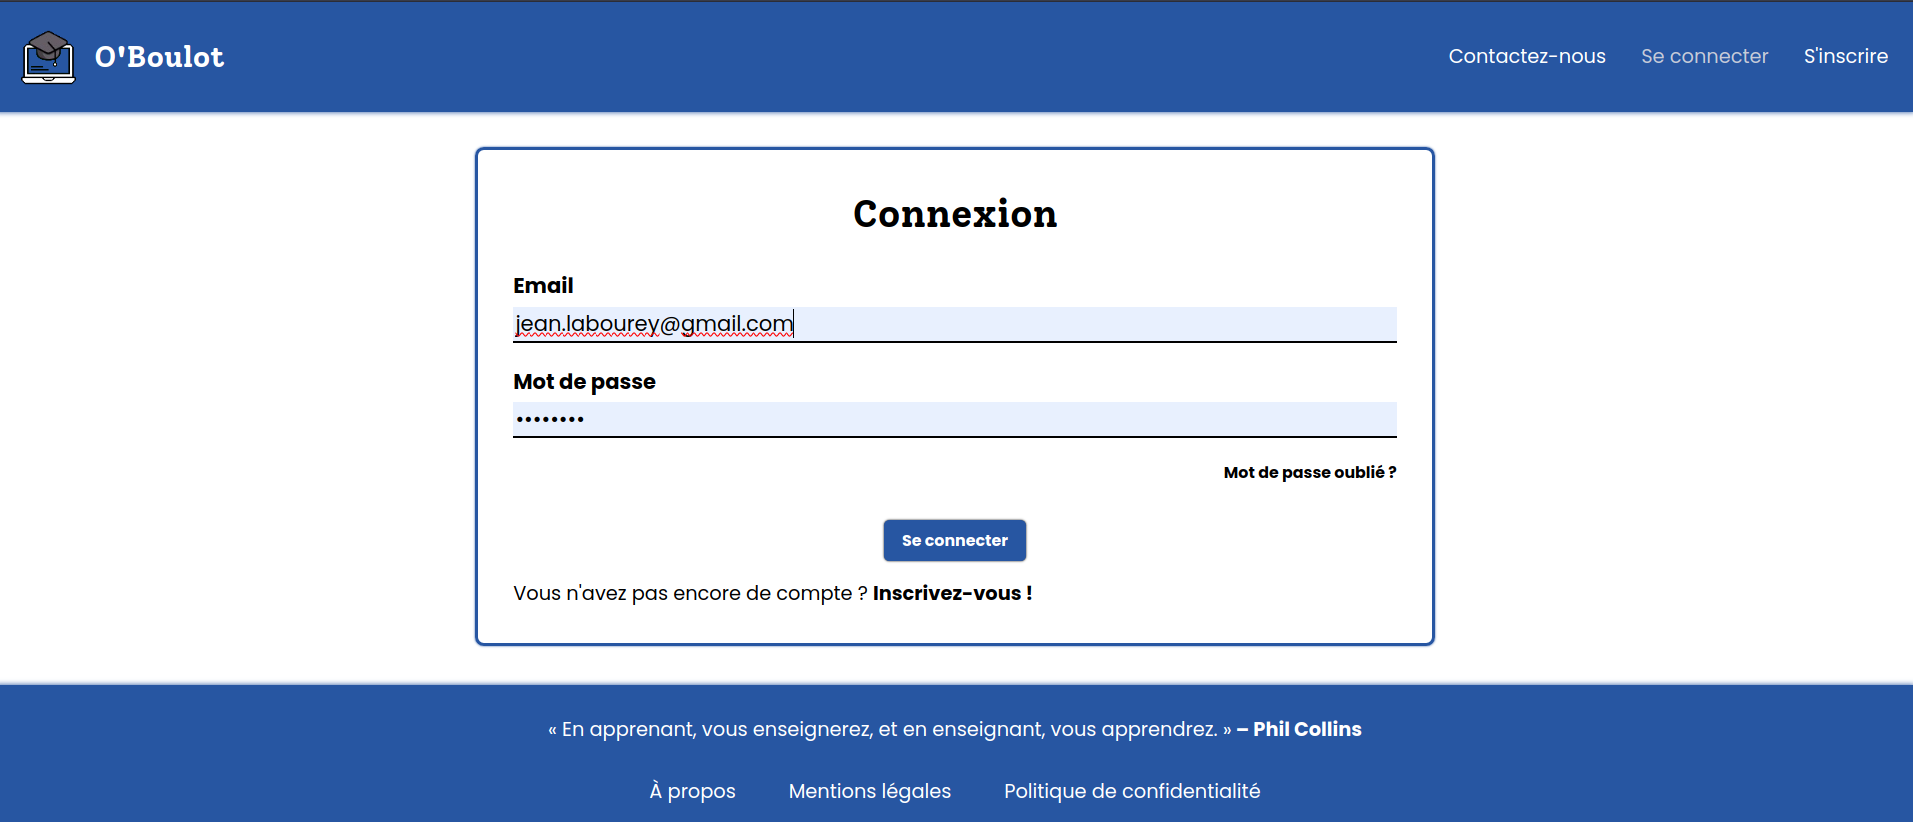 O'Boulot
Contactez-nous
Se connecter
S'inscrire
Connexion
Email
jean.labourey@gmail.com
Mot de passe
••••••••
Mot de passe oublié ?
Se connecter
Vous n'avez pas encore de compte ? Inscrivez-vous !
« En apprenant, vous enseignerez, et en enseignant, vous apprendrez. » – Phil Collins
À propos
Mentions légales
Politique de confidentialité